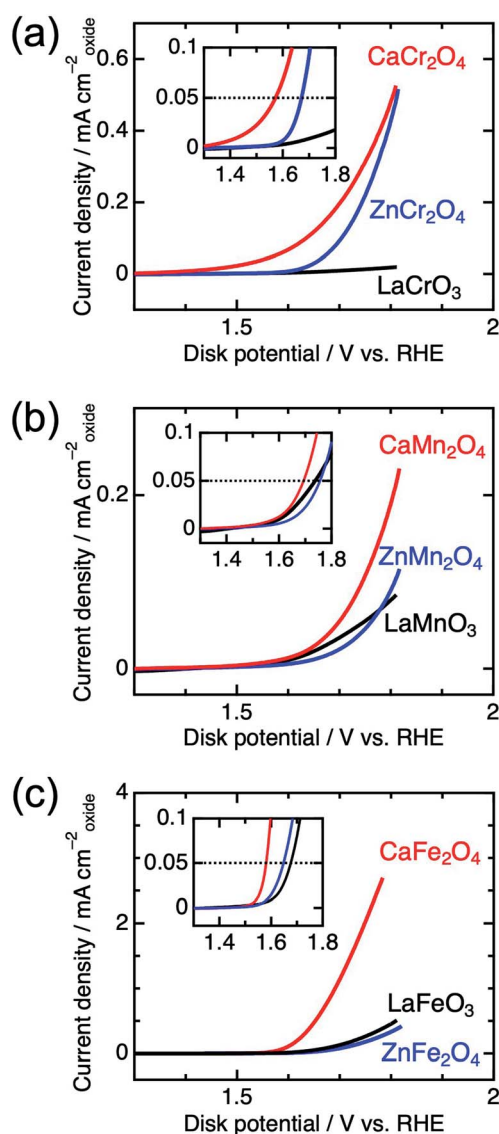 (a)
Current density / mA cm⁻²oxide
0.6
0.4
0.2
0
0.1
0.05
0
1.4 1.6 1.8
CaCr₂O₄
ZnCr₂O₄
LaCrO₃
1.5 2
Disk potential / V vs. RHE
(b)
Current density / mA cm⁻²oxide
0.2
0
0.1
0.05
0
1.4 1.6 1.8
CaMn₂O₄
ZnMn₂O₄
LaMnO₃
1.5 2
Disk potential / V vs. RHE
(c)
Current density / mA cm⁻²oxide
4
2
0
0.1
0.05
0
1.4 1.6 1.8
CaFe₂O₄
LaFeO₃
ZnFe₂O₄
1.5 2
Disk potential / V vs. RHE